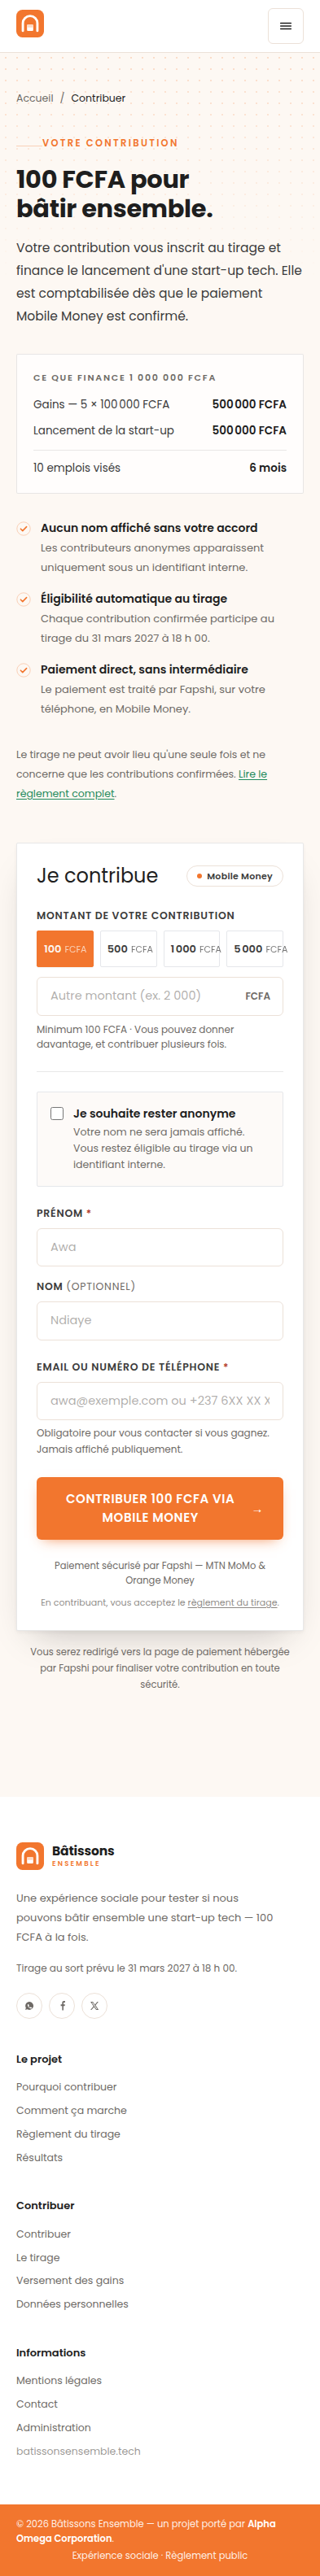 Accueil / Contribuer
VOTRE CONTRIBUTION
100 FCFA pour
bâtir ensemble.
Votre contribution vous inscrit au tirage et
finance le lancement d'une start-up tech. Elle
est comptabilisée dès que le paiement
Mobile Money est confirmé.
CE QUE FINANCE 1 000 000 FCFA
Gains — 5 × 100 000 FCFA 500 000 FCFA
Lancement de la start-up 500 000 FCFA
10 emplois visés 6 mois
Aucun nom affiché sans votre accord
Les contributeurs anonymes apparaissent
uniquement sous un identifiant interne.
Éligibilité automatique au tirage
Chaque contribution confirmée participe au
tirage du 31 mars 2027 à 18 h 00.
Paiement direct, sans intermédiaire
Le paiement est traité par Fapshi, sur votre
téléphone, en Mobile Money.
Le tirage ne peut avoir lieu qu'une seule fois et ne
concerne que les contributions confirmées. Lire le
règlement complet.
Je contribue Mobile Money
MONTANT DE VOTRE CONTRIBUTION
100 FCFA 500 FCFA 1 000 FCFA 5 000 FCFA
Autre montant (ex. 2 000) FCFA
Minimum 100 FCFA · Vous pouvez donner
davantage, et contribuer plusieurs fois.
Je souhaite rester anonyme
Votre nom ne sera jamais affiché.
Vous restez éligible au tirage via un
identifiant interne.
PRÉNOM *
Awa
NOM (OPTIONNEL)
Ndiaye
EMAIL OU NUMÉRO DE TÉLÉPHONE *
awa@exemple.com ou +237 6XX XX X
Obligatoire pour vous contacter si vous gagnez.
Jamais affiché publiquement.
CONTRIBUER 100 FCFA VIA
MOBILE MONEY →
Paiement sécurisé par Fapshi — MTN MoMo &
Orange Money
En contribuant, vous acceptez le règlement du tirage.
Vous serez redirigé vers la page de paiement hébergée
par Fapshi pour finaliser votre contribution en toute
sécurité.
Bâtissons
ENSEMBLE
Une expérience sociale pour tester si nous
pouvons bâtir ensemble une start-up tech — 100
FCFA à la fois.
Tirage au sort prévu le 31 mars 2027 à 18 h 00.
Le projet
Pourquoi contribuer
Comment ça marche
Règlement du tirage
Résultats
Contribuer
Contribuer
Le tirage
Versement des gains
Données personnelles
Informations
Mentions légales
Contact
Administration
batissonsensemble.tech
© 2026 Bâtissons Ensemble — un projet porté par Alpha
Omega Corporation.
Expérience sociale · Règlement public